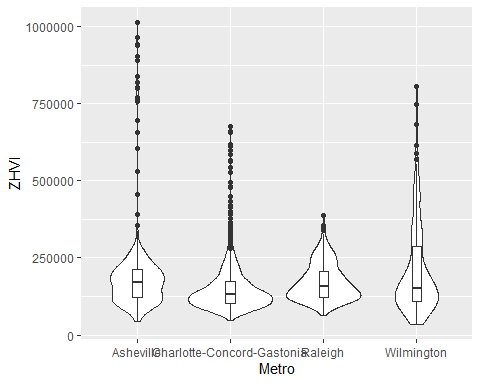 1000000
750000
500000
250000
0
ZHVI
Asheville Charlotte-Concord-Gastonia Raleigh Wilmington
Metro